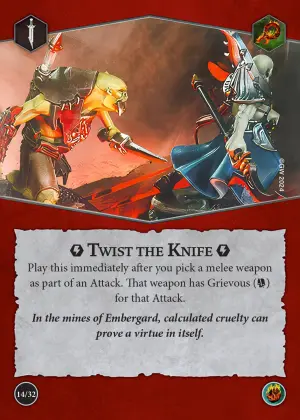 ©GW 2024
TWIST THE KNIFE
Play this immediately after you pick a melee weapon
as part of an Attack. That weapon has Grievous ( )
for that Attack.
In the mines of Embergard, calculated cruelty can
prove a virtue in itself.
14/32